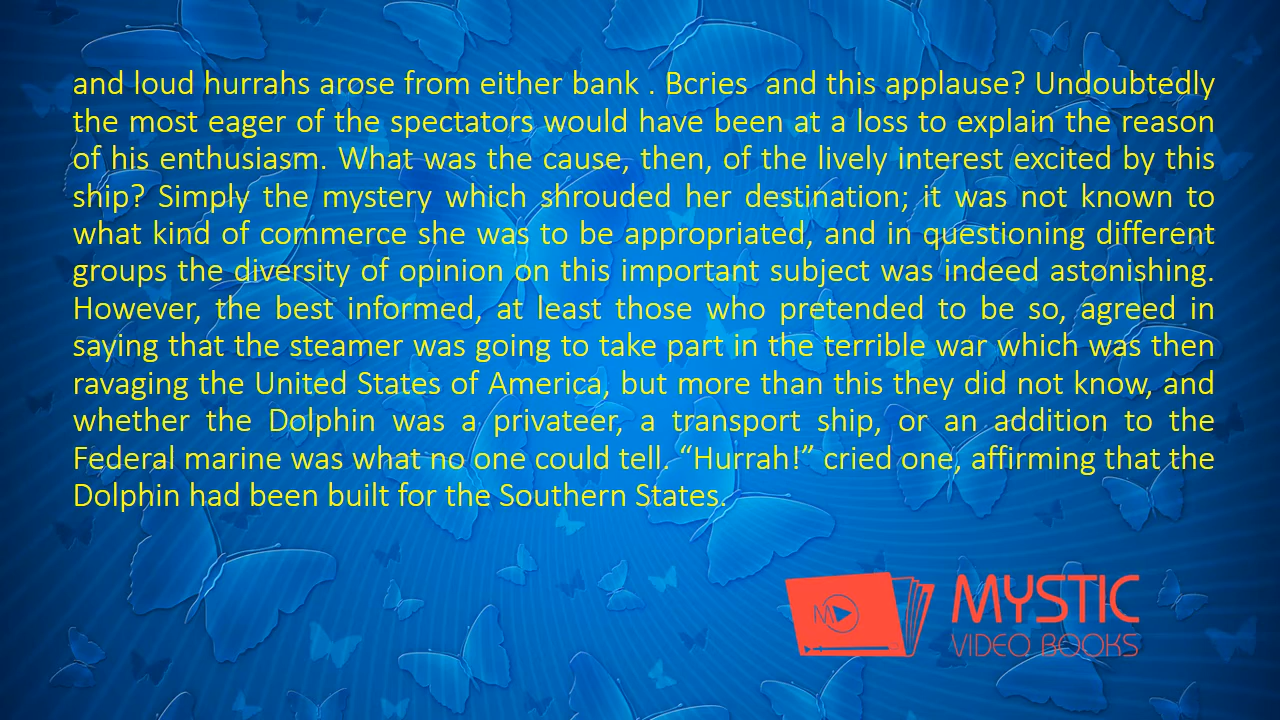 and loud hurrahs arose from either bank . Bcries  and this applause? Undoubtedly
the most eager of the spectators would have been at a loss to explain the reason
of his enthusiasm. What was the cause, then, of the lively interest excited by this
ship? Simply the mystery which shrouded her destination; it was not known to
what kind of commerce she was to be appropriated, and in questioning different
groups the diversity of opinion on this important subject was indeed astonishing.
However, the best informed, at least those who pretended to be so, agreed in
saying that the steamer was going to take part in the terrible war which was then
ravaging the United States of America, but more than this they did not know, and
whether the Dolphin was a privateer, a transport ship, or an addition to the
Federal marine was what no one could tell. “Hurrah!” cried one, affirming that the
Dolphin had been built for the Southern States.
MYSTIC
VIDEO BOOKS